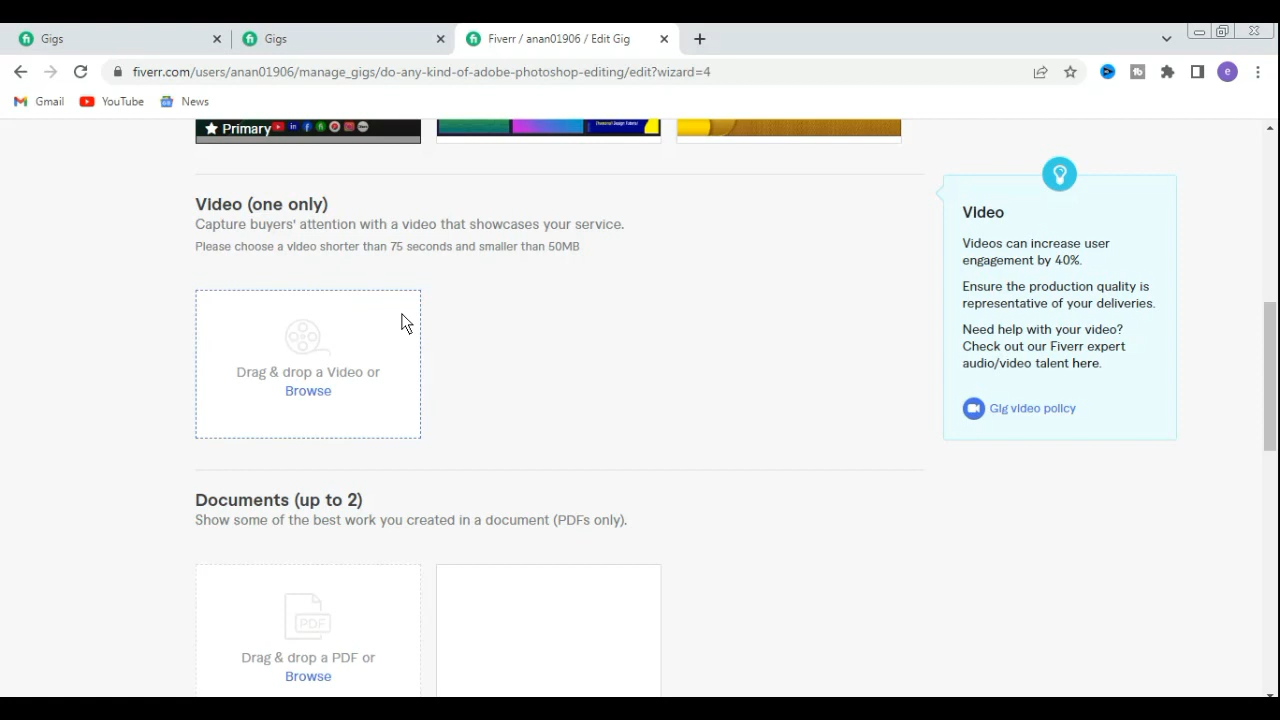 Gigs
Gigs
Fiverr / anan01906 / Edit Gig
fiverr.com/users/anan01906/manage_gigs/do-any-kind-of-adobe-photoshop-editing/edit?wizard=4
e
Gmail
YouTube
News
Primary
Video (one only)
Capture buyers' attention with a video that showcases your service.
Please choose a video shorter than 75 seconds and smaller than 50MB
Drag & drop a Video or
Browse
Video
Videos can increase user
engagement by 40%.
Ensure the production quality is
representative of your deliveries.
Need help with your video?
Check out our Fiverr expert
audio/video talent here.
Gig video policy
Documents (up to 2)
Show some of the best work you created in a document (PDFs only).
PDF
Drag & drop a PDF or
Browse